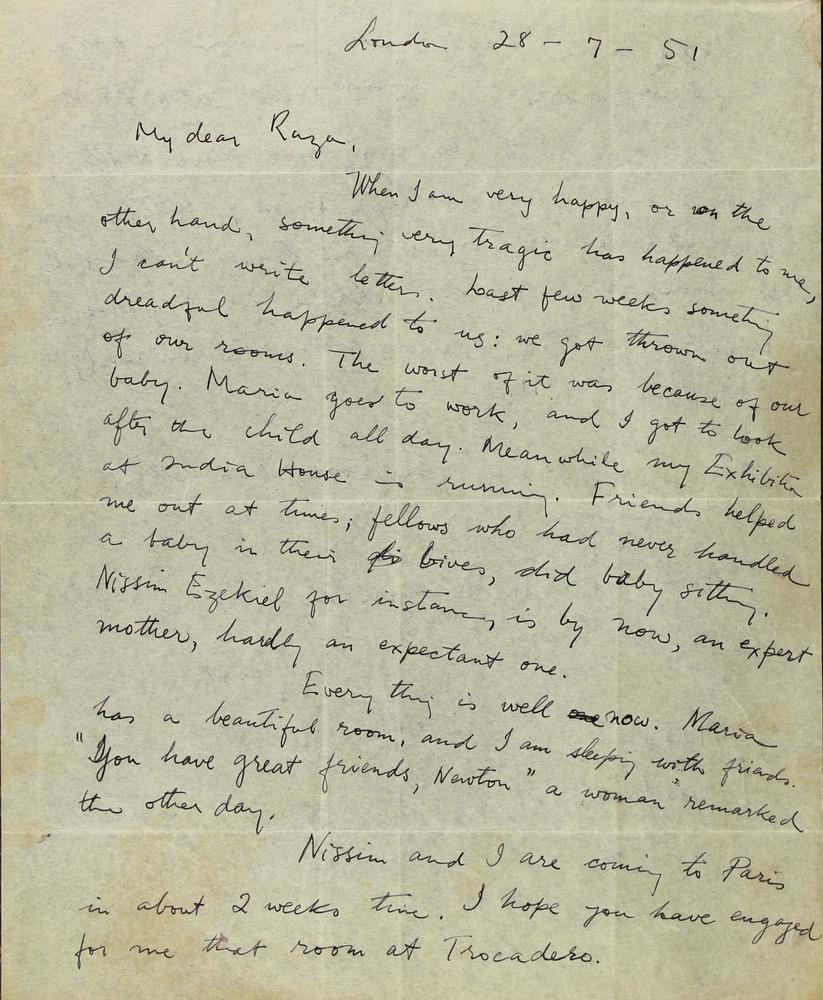 London 28 - 7 - 51
My dear Raza,
When I am very happy, or on the
other hand, something very tragic has happened to me,
I can't write letters. Last few weeks something
dreadful happened to us: we got thrown out
of our rooms. The worst of it was because of our
baby. Maria goes to work, and I got to look
after the child all day. Meanwhile my Exhibition
at India House is running. Friends helped
me out at times; fellows who had never handled
a baby in their lives, did baby sitting.
Nissim Ezekiel for instance, is by now, an expert
mother, hardly an expectant one.
Every thing is well now. Maria
has a beautiful room, and I am sleeping with friends.
"You have great friends, Newton" a woman remarked
the other day.
Nissim and I are coming to Paris
in about 2 weeks time. I hope you have engaged
for me that room at Trocadero.